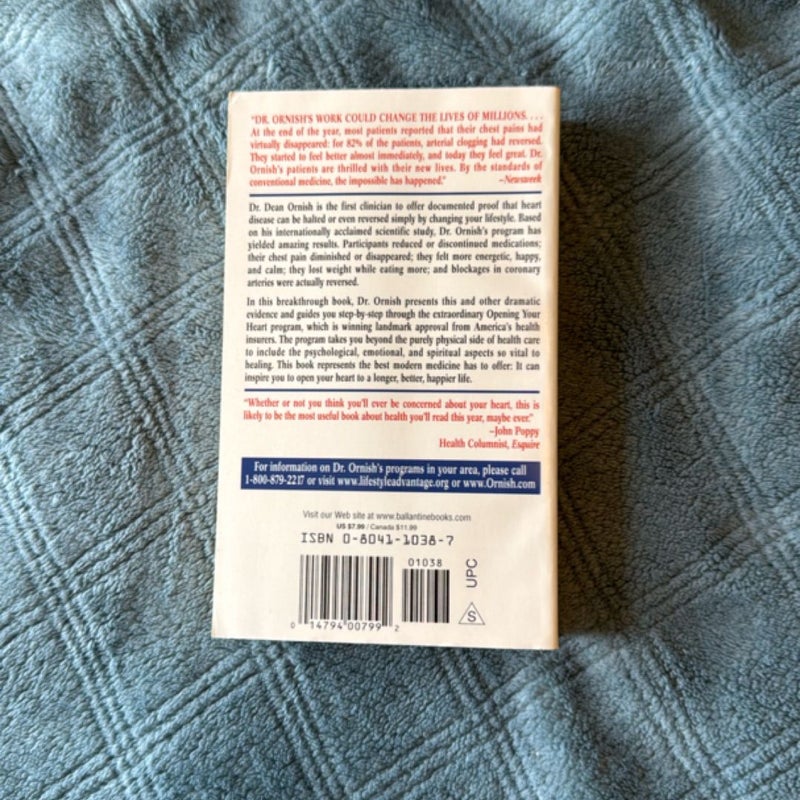 "DR. ORNISH'S WORK COULD CHANGE THE LIVES OF MILLIONS. . . .
At the end of the year, most patients reported that their chest pains had
virtually disappeared: for 82% of the patients, arterial clogging had reversed.
They started to feel better almost immediately, and today they feel great. Dr.
Ornish's patients are thrilled with their new lives. By the standards of
conventional medicine, the impossible has happened." –Newsweek
Dr. Dean Ornish is the first clinician to offer documented proof that heart
disease can be halted or even reversed simply by changing your lifestyle. Based
on his internationally acclaimed scientific study, Dr. Ornish's program has
yielded amazing results. Participants reduced or discontinued medications;
their chest pain diminished or disappeared; they felt more energetic, happy,
and calm; they lost weight while eating more; and blockages in coronary
arteries were actually reversed.
In this breakthrough book, Dr. Ornish presents this and other dramatic
evidence and guides you step-by-step through the extraordinary Opening Your
Heart program, which is winning landmark approval from America's health
insurers. The program takes you beyond the purely physical side of health care
to include the psychological, emotional, and spiritual aspects so vital to
healing. This book represents the best modern medicine has to offer: It can
inspire you to open your heart to a longer, better, happier life.
"Whether or not you think you'll ever be concerned about your heart, this is
likely to be the most useful book about health you'll read this year, maybe ever."
–John Poppy
Health Columnist, Esquire
For information on Dr. Ornish's programs in your area, please call
1-800-879-2217 or visit www.lifestyleadvantage.org or www.Ornish.com
Visit our Web site at www.ballantinebooks.com
US $7.99 / Canada $11.99
ISBN 0-8041-1038-7
01038
UPC
S
0 14794 00799 2